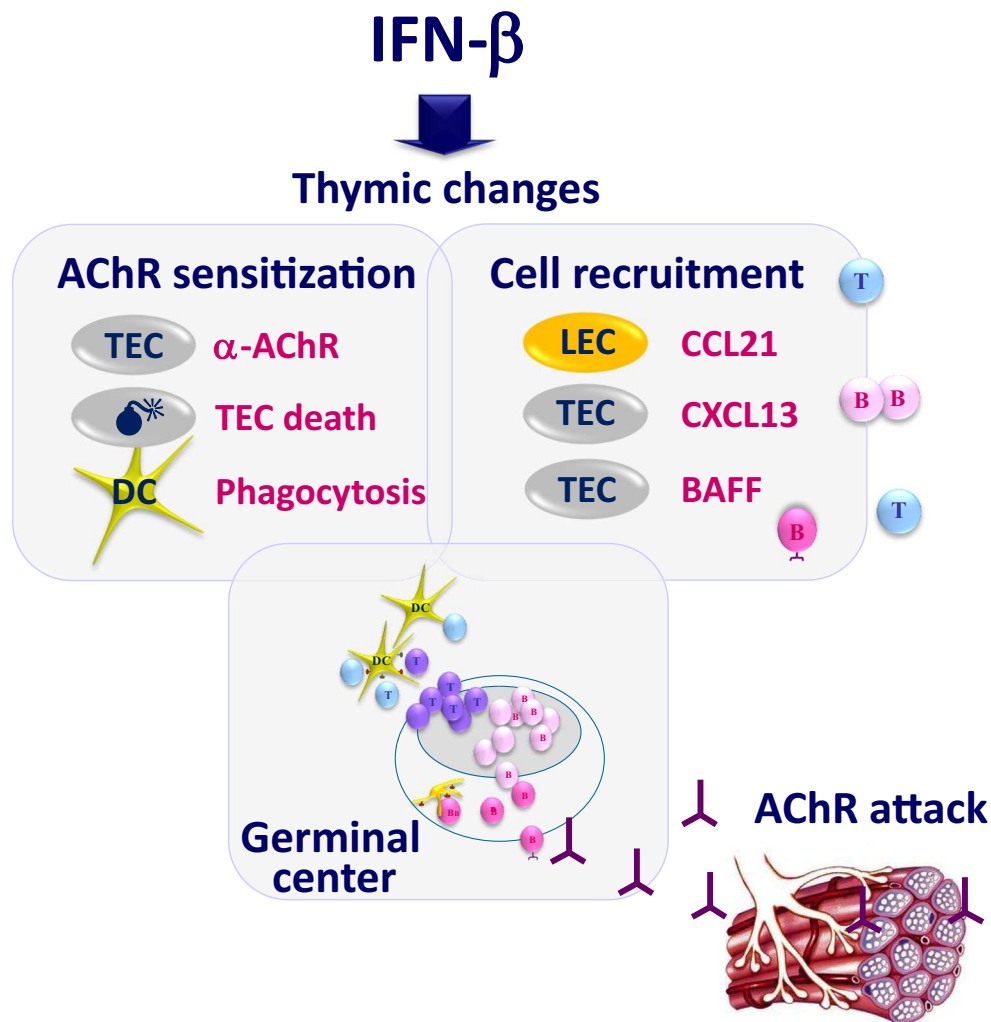 IFN-β
Thymic changes
AChR sensitization
TEC α-AChR
TEC death
DC Phagocytosis
Cell recruitment
LEC CCL21
TEC CXCL13
TEC BAFF
T
B B
T
B
DC
DC
T
T
T
T
T
T
B
B
B
B
B
B
B
B
Germinal
center
AChR attack